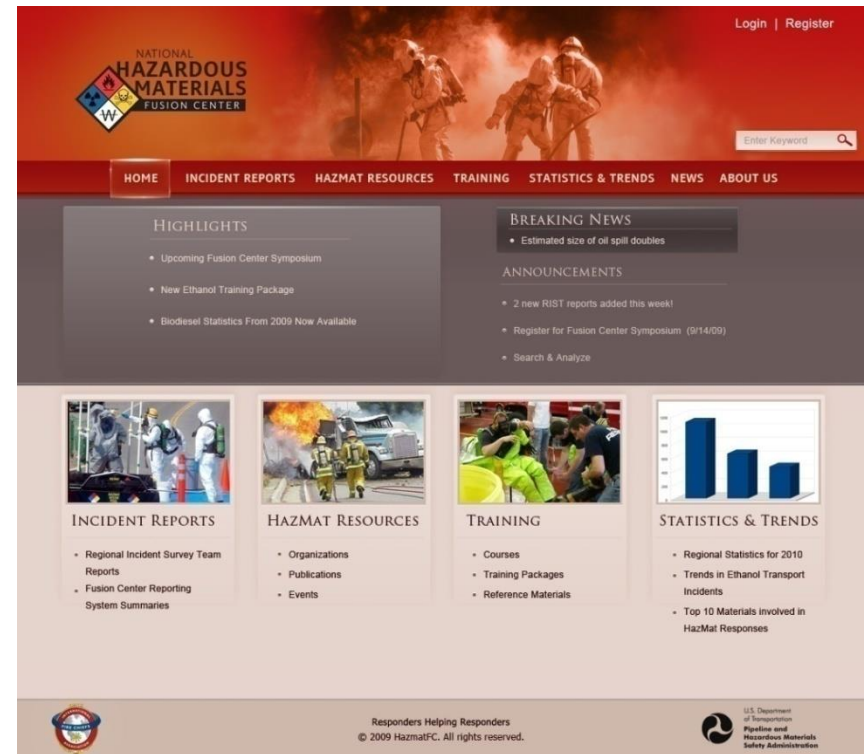 Login | Register
NATIONAL
HAZARDOUS
MATERIALS
FUSION CENTER
W
Enter Keyword
HOME INCIDENT REPORTS HAZMAT RESOURCES TRAINING STATISTICS & TRENDS NEWS ABOUT US
HIGHLIGHTS
• Upcoming Fusion Center Symposium
• New Ethanol Training Package
• Biodiesel Statistics From 2009 Now Available
BREAKING NEWS
• Estimated size of oil spill doubles
ANNOUNCEMENTS
• 2 new RIST reports added this week!
• Register for Fusion Center Symposium (9/14/09)
• Search & Analyze
INCIDENT REPORTS
• Regional Incident Survey Team
Reports
• Fusion Center Reporting
System Summaries
HAZMAT RESOURCES
• Organizations
• Publications
• Events
TRAINING
• Courses
• Training Packages
• Reference Materials
STATISTICS & TRENDS
• Regional Statistics for 2010
• Trends in Ethanol Transport
Incidents
• Top 10 Materials involved in
HazMat Responses
Responders Helping Responders
© 2009 HazmatFC. All rights reserved.
U.S. Department
of Transportation
Pipeline and
Hazardous Materials
Safety Administration